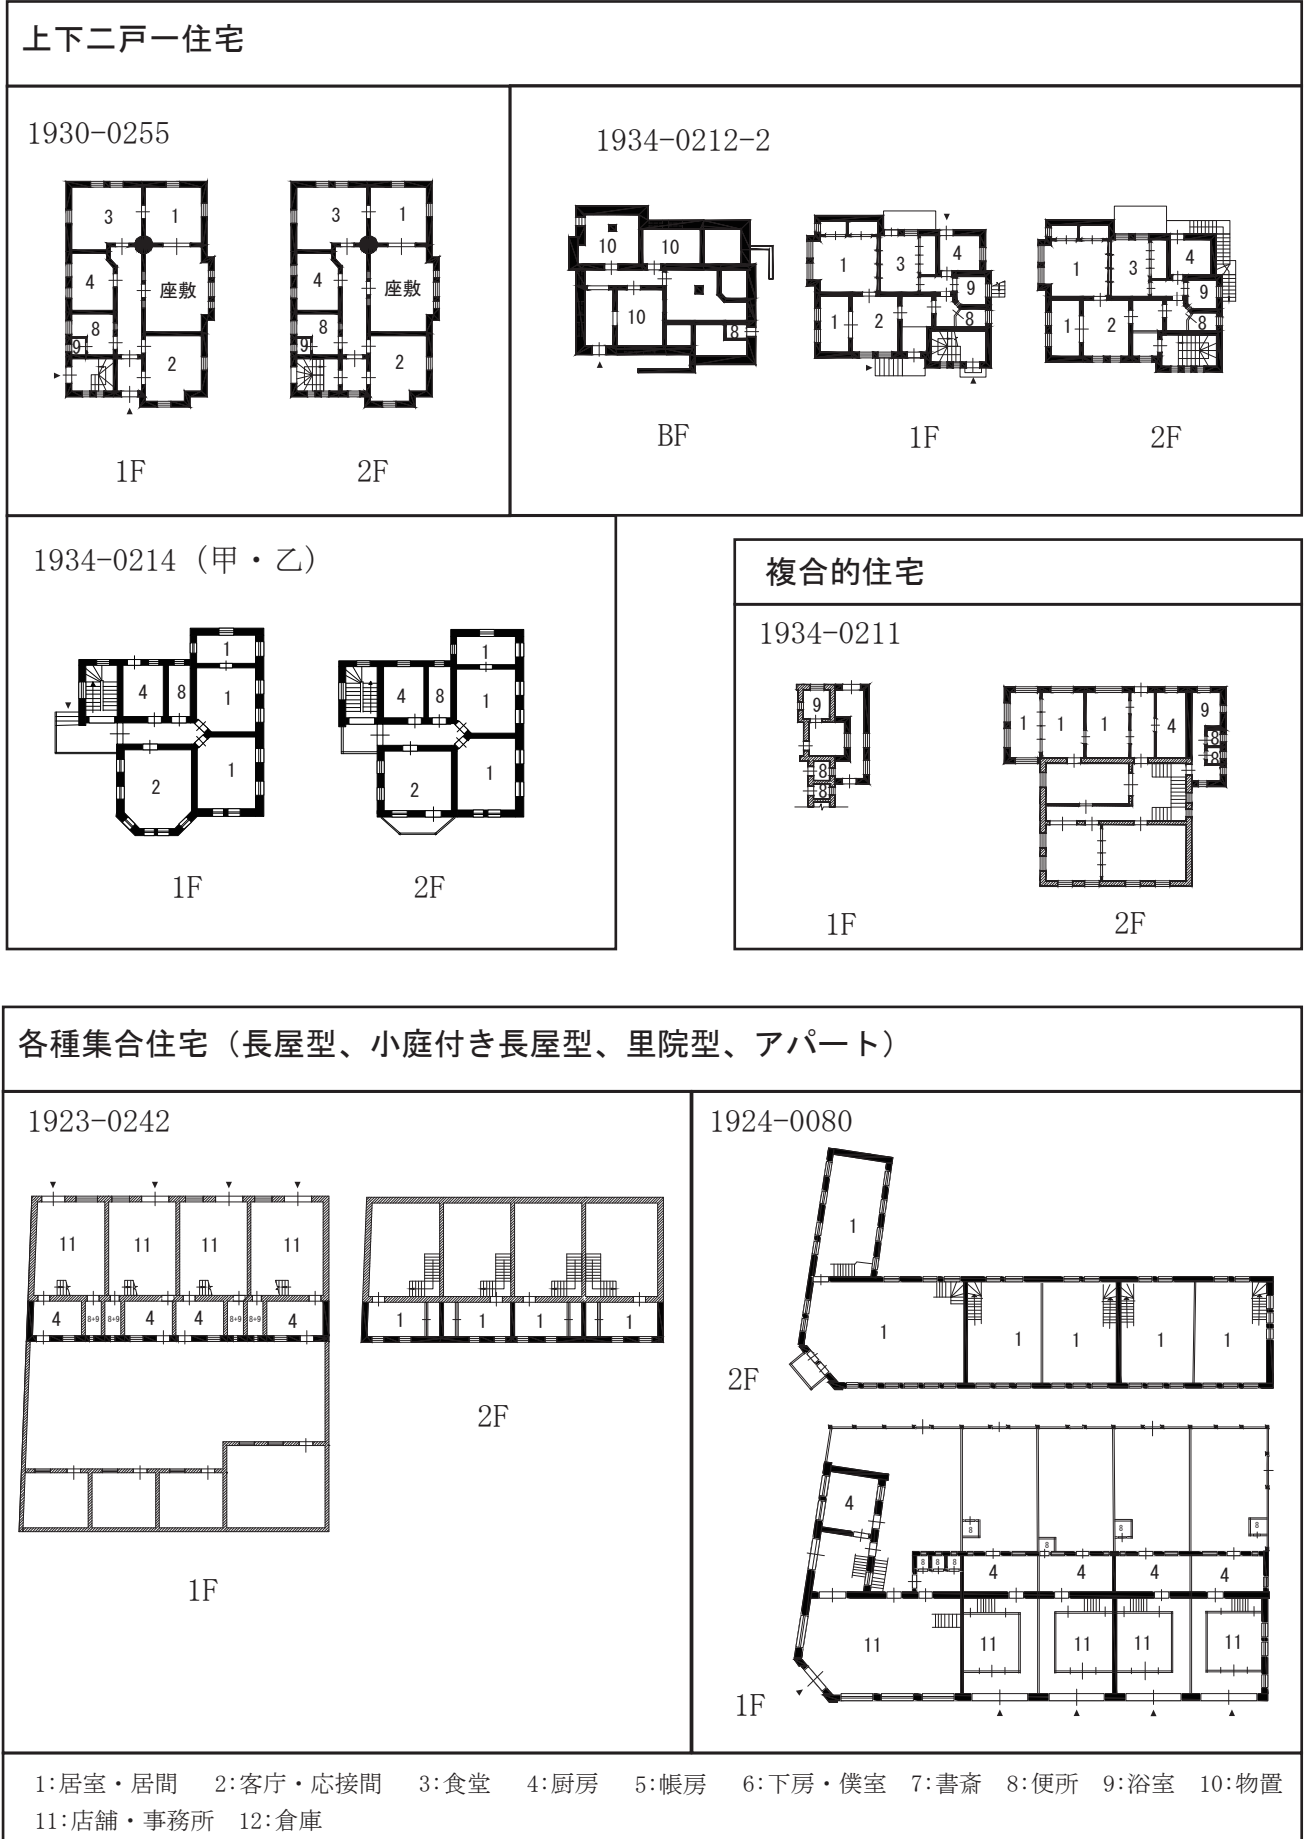 上下二戸一住宅
1930-0255
3 1
4 座敷
8
9
2
1F
3 1
4 座敷
8
9
2
2F
1934-0212-2
10 10
10
8
BF
1 3 4
9
1 2 8
1F
1 3 4
9
1 2 8
2F
1934-0214（甲・乙）
1
4 8 1
2 1
1F
1
4 8 1
2 1
2F
複合的住宅
1934-0211
9
8
8
1F
1 1 1 4 9
8
8
2F
各種集合住宅（長屋型、小庭付き長屋型、里院型、アパート）
1923-0242
11 11 11 11
4 8+9 8+9 4 4 8+9 8+9 4
1F
1 1 1 1
2F
1924-0080
1
1 1 1 1 1
2F
4
8 8 8 8
8 8 8 4 4 4 4
11 11 11 11 11
1F
1:居室・居間 2:客庁・応接間 3:食堂 4:厨房 5:帳房 6:下房・僕室 7:書斎 8:便所 9:浴室 10:物置
11:店舗・事務所 12:倉庫